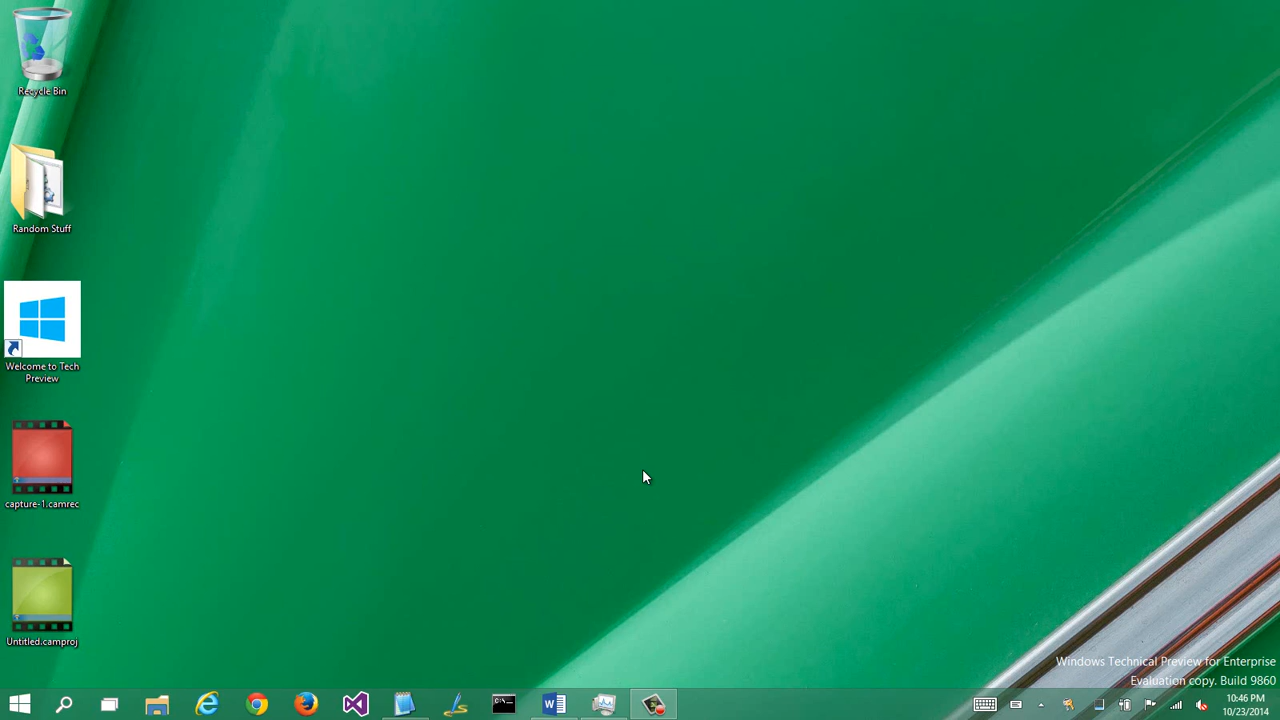 Recycle Bin
Random Stuff
Welcome to Tech
Preview
capture-1.camrec
Untitled.camproj
Windows Technical Preview for Enterprise
Evaluation copy. Build 9860
10:46 PM
10/23/2014